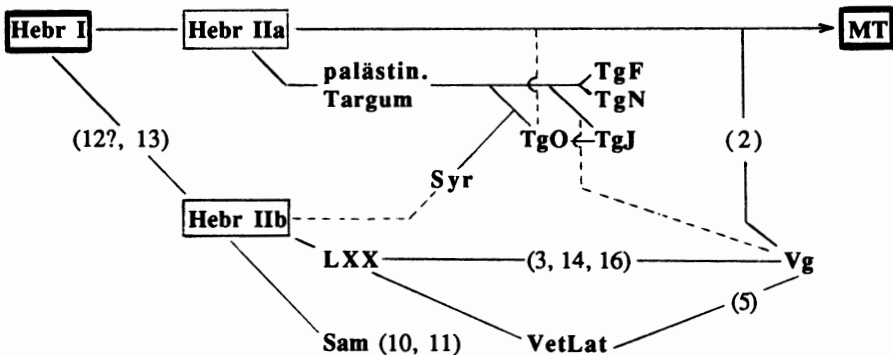 Hebr I Hebr IIa MT
palästin. TgF
Targum TgN
(12?, 13) TgO TgJ (2)
Syr
Hebr IIb
LXX (3, 14, 16) Vg
(5)
Sam (10, 11) VetLat